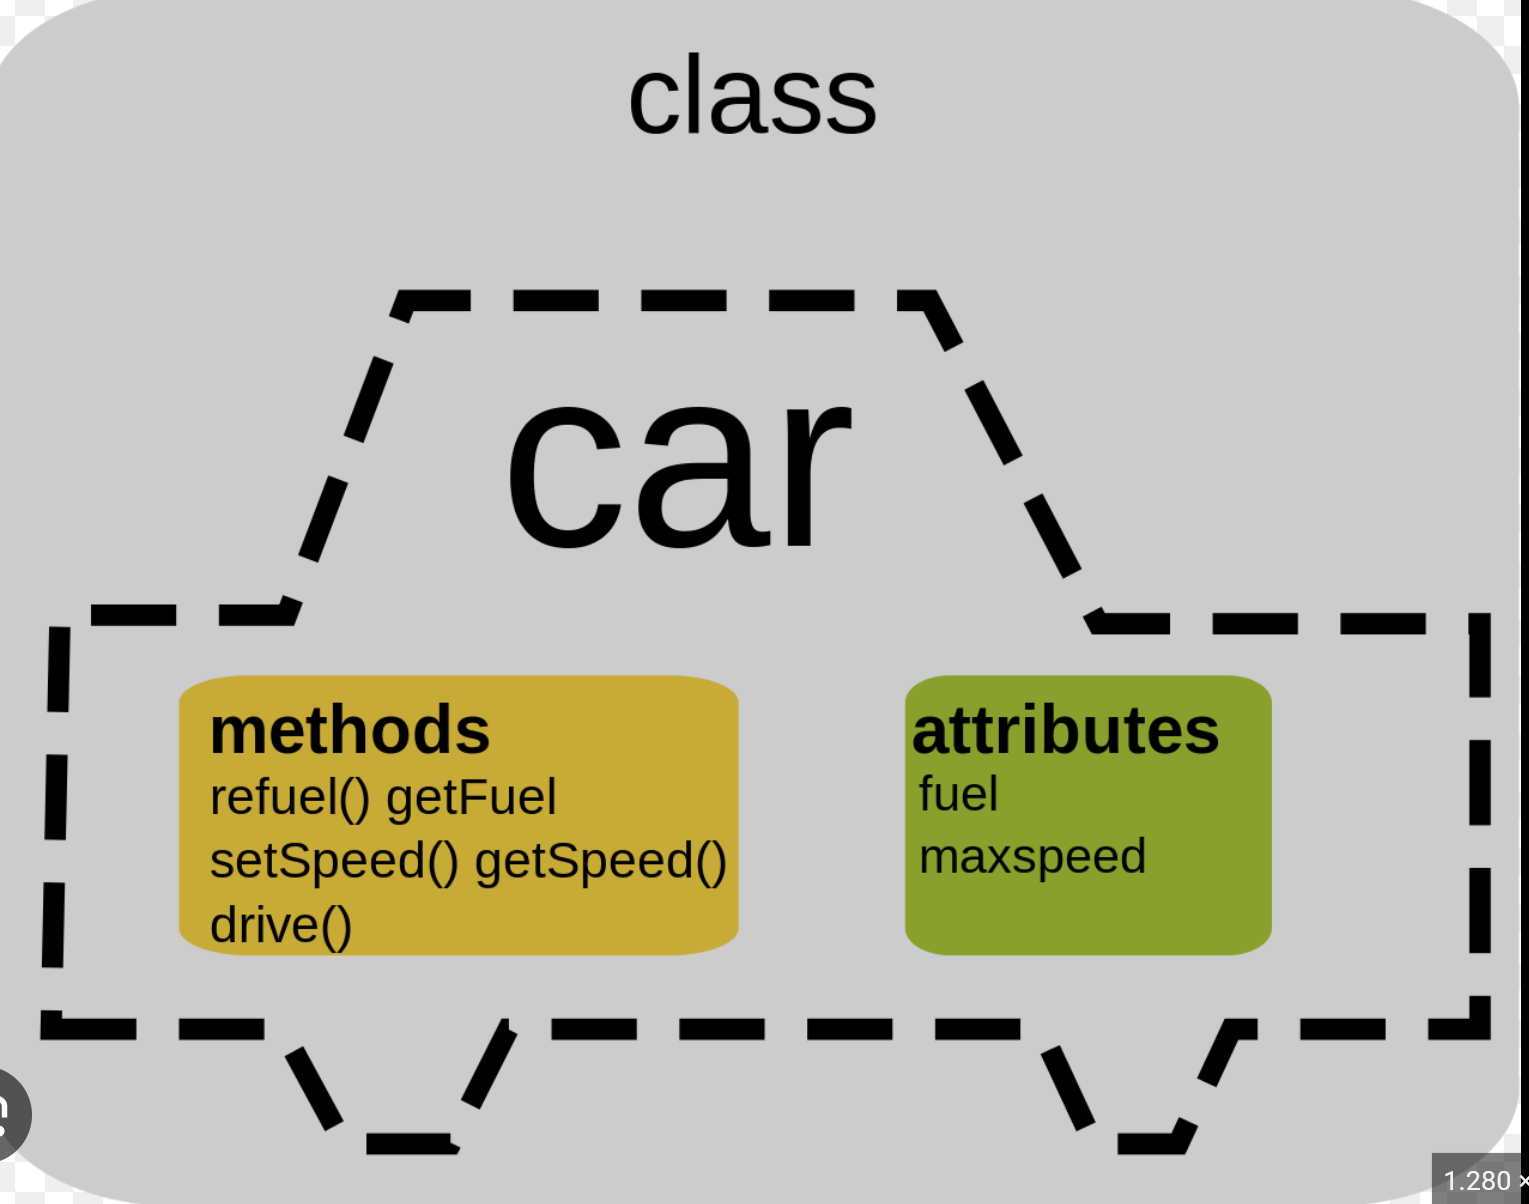 class
car
methods
refuel() getFuel
setSpeed() getSpeed()
drive()
attributes
fuel
maxspeed
1.280 ×